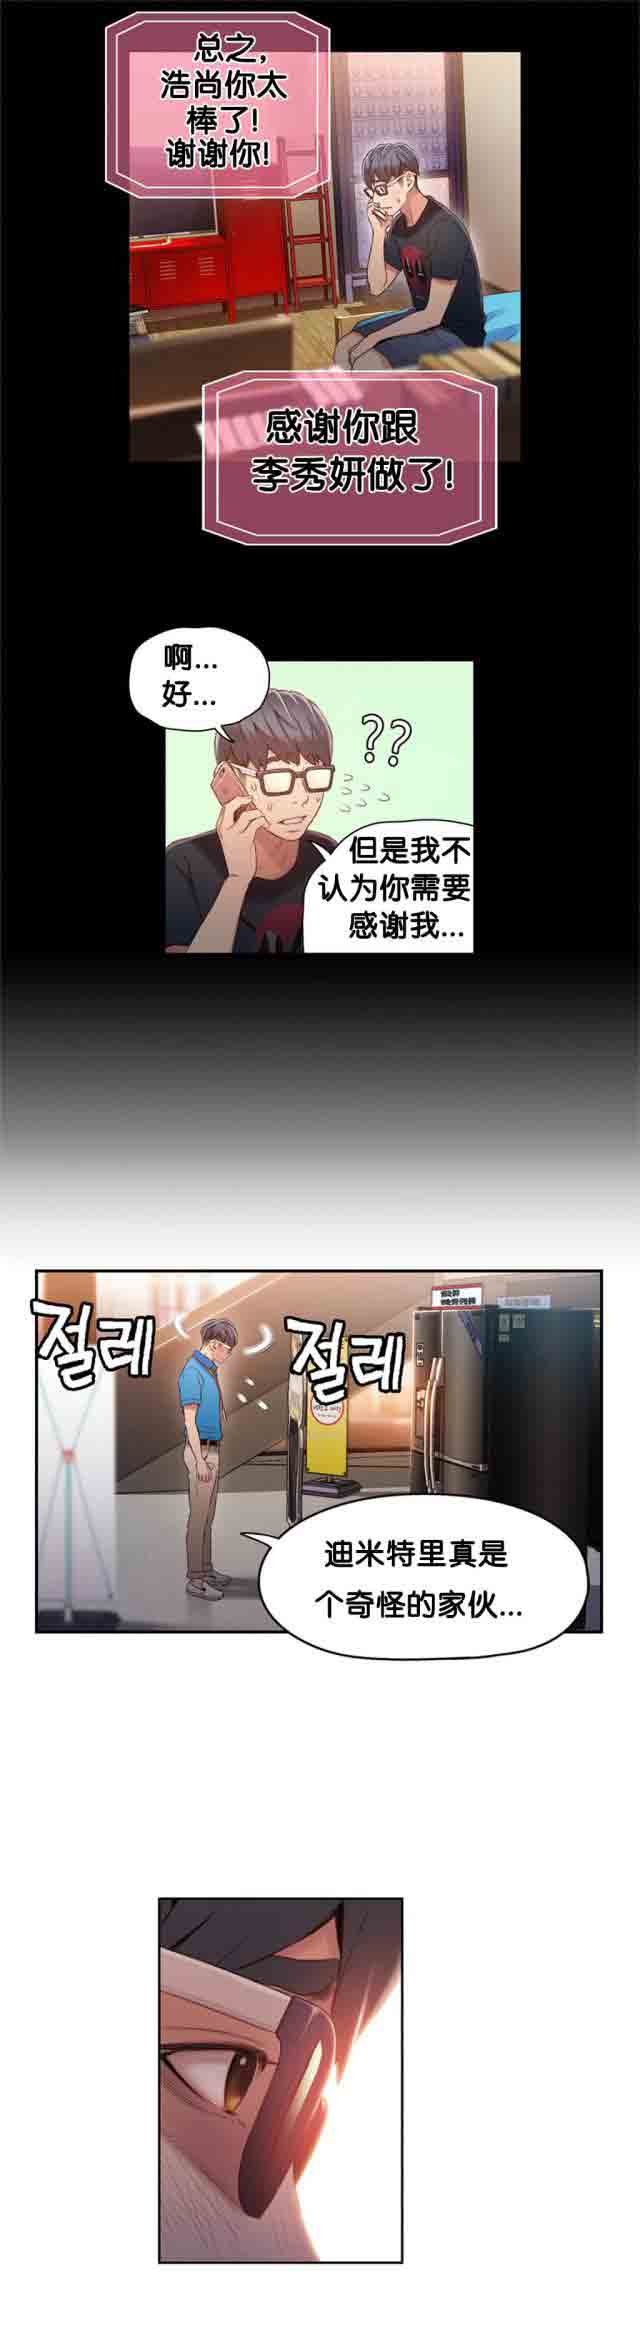 总之,
浩尚你太
棒了!
谢谢你!
感谢你跟
李秀妍做了!
啊...
好...
??
但是我不
认为你需要
感谢我...
절레
절레
迪米特里真是
个奇怪的家伙...